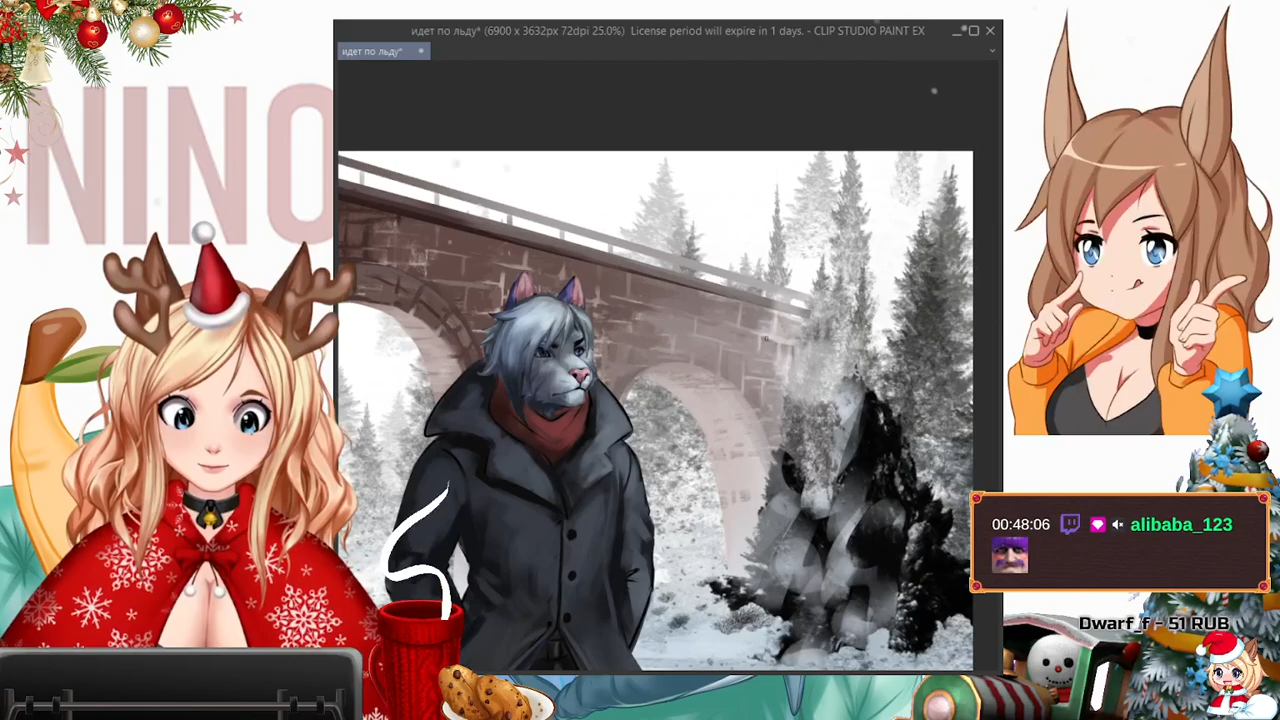 идет по льду* (6900 x 3632px 72dpi 25.0%) License period will expire in 1 days. - CLIP STUDIO PAINT EX
идет по льду*
NINO
00:48:06 alibaba_123
Dwarf_f - 51 RUB